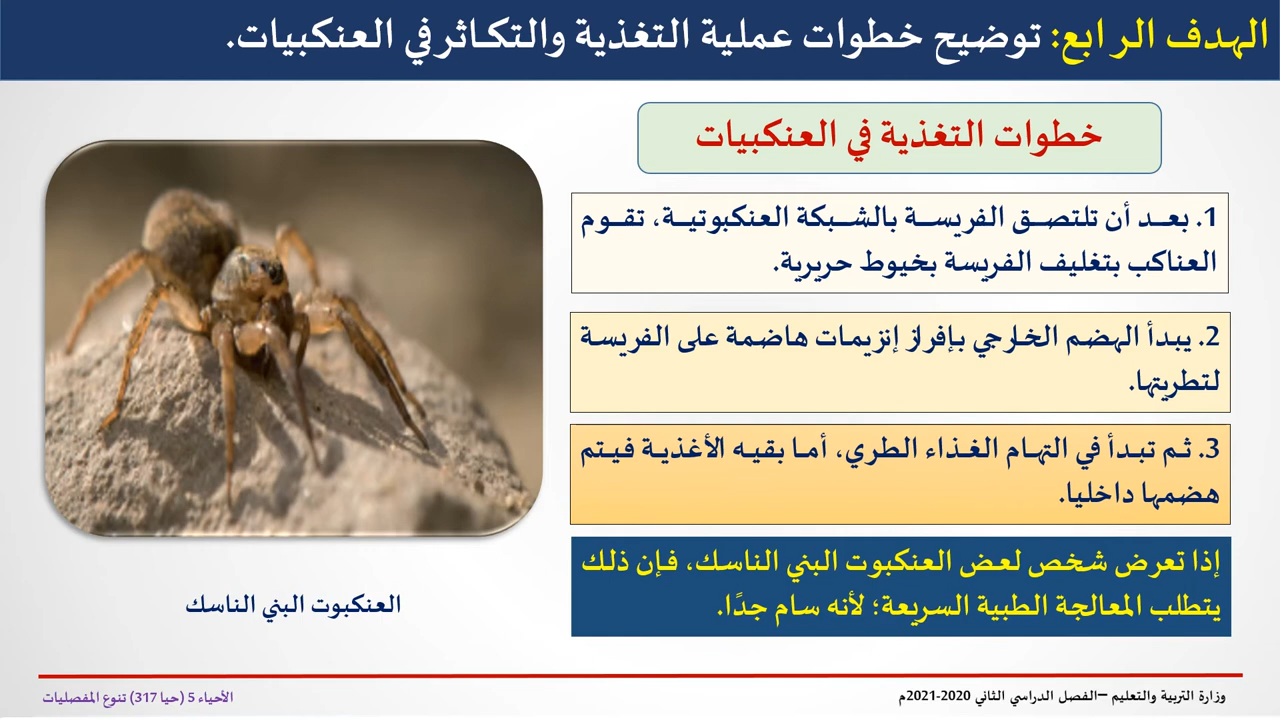 الهدف الرابع: توضيح خطوات عملية التغذية والتكاثر في العنكبيات.
خطوات التغذية في العنكبيات
1. بعد أن تلتصق الفريسة بالشبكة العنكبوتية، تقوم
العناكب بتغليف الفريسة بخيوط حريرية.
2. يبدأ الهضم الخارجي بإفراز إنزيمات هاضمة على الفريسة
لتطريتها.
3. ثم تبدأ في التهام الغذاء الطري، أما بقيه الأغذية فيتم
هضمها داخليا.
إذا تعرض شخص لعض العنكبوت البني الناسك، فإن ذلك
يتطلب المعالجة الطبية السريعة؛ لأنه سام جدًا.
العنكبوت البني الناسك
وزارة التربية والتعليم –الفصل الدراسي الثاني 2020-2021م
الأحياء 5 (حيا 317) تنوع المفصليات